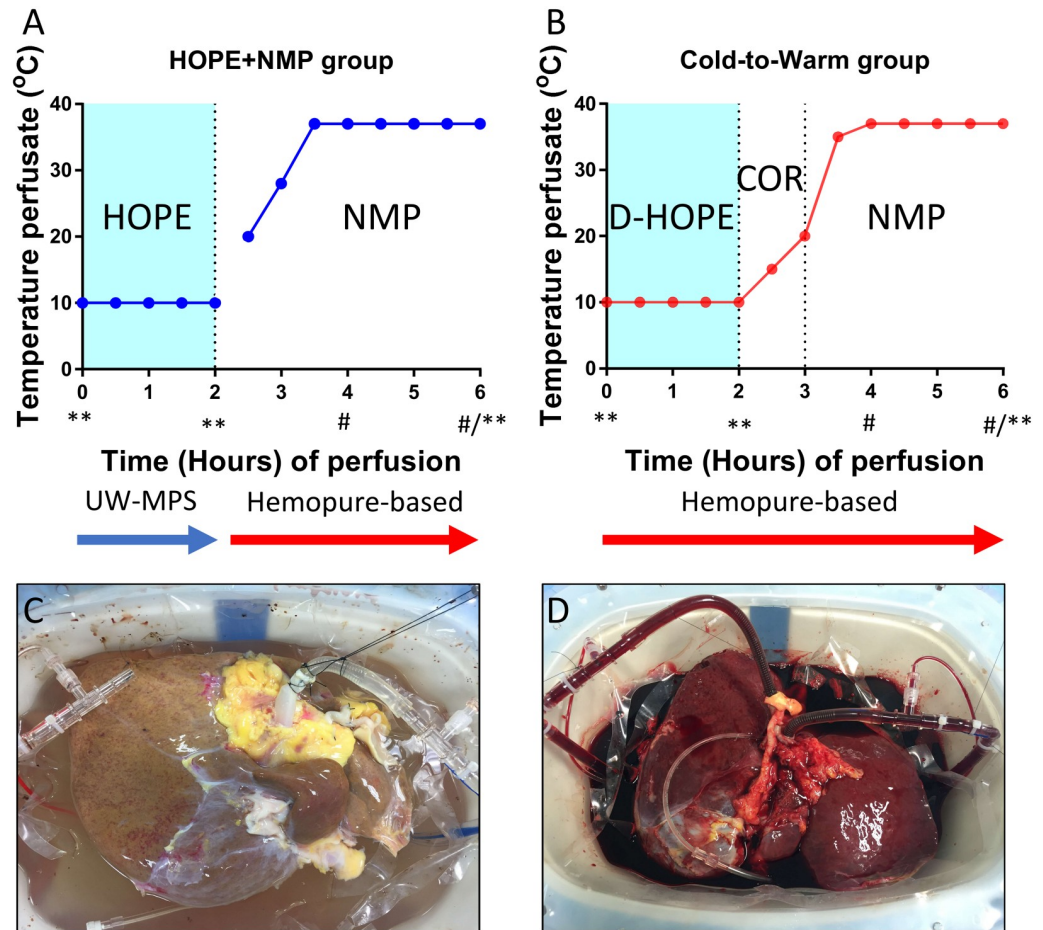 A
HOPE+NMP group
Temperature perfusate (°C)
40
30
20
10
0
HOPE
NMP
0 1 2 3 4 5 6
** ** # #/**
Time (Hours) of perfusion
UW-MPS
Hemopure-based
B
Cold-to-Warm group
Temperature perfusate (°C)
40
30
20
10
0
D-HOPE
COR
NMP
0 1 2 3 4 5 6
** ** # #/**
Time (Hours) of perfusion
Hemopure-based
C
D